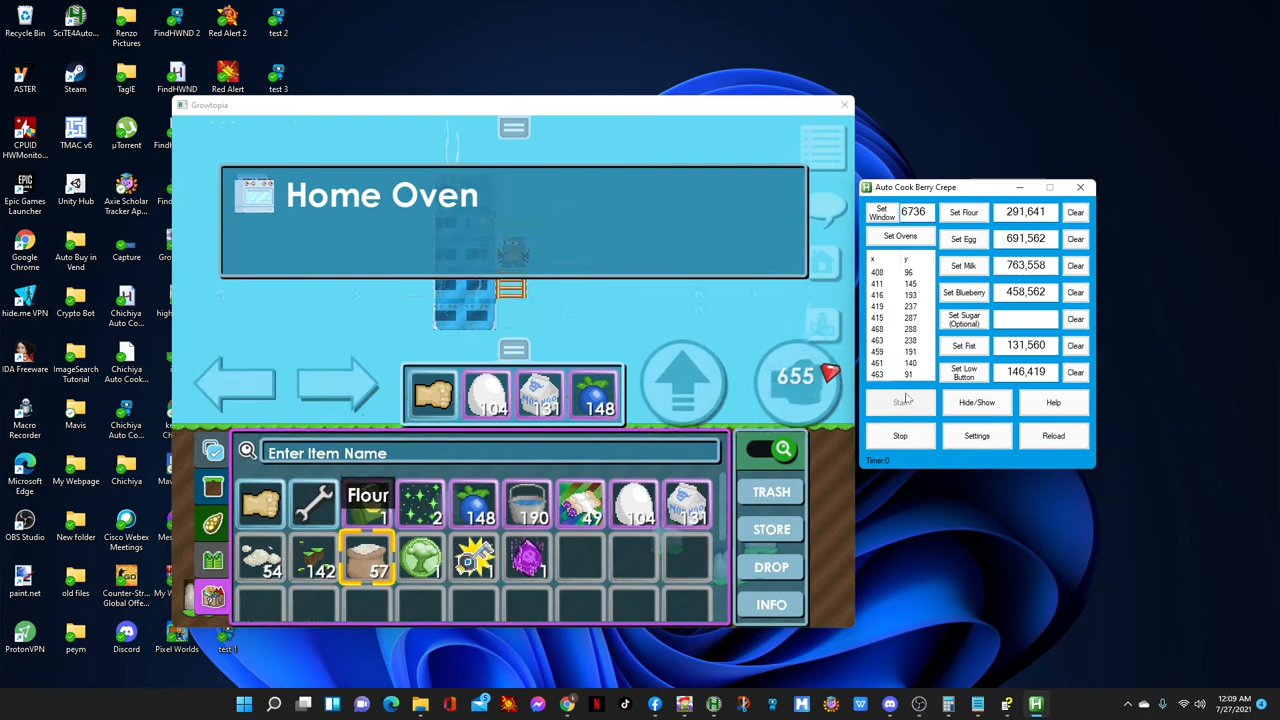 Recycle Bin
SciTE4Auto...
Renzo Pictures
FindHWND 2
Red Alert 2
test 2
ASTER
Steam
TagIE
FindHWND
Red Alert
test 3
CPUID HWMonito...
TMAC v6
µTorrent
Epic Games Launcher
Unity Hub
Axie Scholar Tracker Ap...
Google Chrome
Auto Buy in Vend
Capture
hide.me VPN
Crypto Bot
Chichiya Auto Co...
IDA Freeware
ImageSearch Tutorial
Chichiya Auto Cook...
Macro Recorder
Mavis
Microsoft Edge
My Webpage
Chichiya
OBS Studio
New folder
Cisco Webex Meetings
paint.net
old files
Counter-Str... Global Offe...
ProtonVPN
peym
Discord
Pixel Worlds
test 1
Growtopia
Home Oven
655
104
131
148
Enter Item Name
Flour
1
2
148
190
49
104
131
54
142
57
1
1
1
TRASH
STORE
DROP
INFO
Auto Cook Berry Crepe
Set Window
6736
Set Flour
291,641
Clear
Set Ovens
Set Egg
691,562
Clear
x y
408 96
411 145
416 193
419 237
415 287
468 288
463 238
459 191
461 140
463 91
Set Milk
763,558
Clear
Set Blueberry
458,562
Clear
Set Sugar (Optional)
Clear
Set Fist
131,560
Clear
Set Low Button
146,419
Clear
Start
Hide/Show
Help
Stop
Settings
Reload
Timer:0
5
12:09 AM
7/27/2021
4